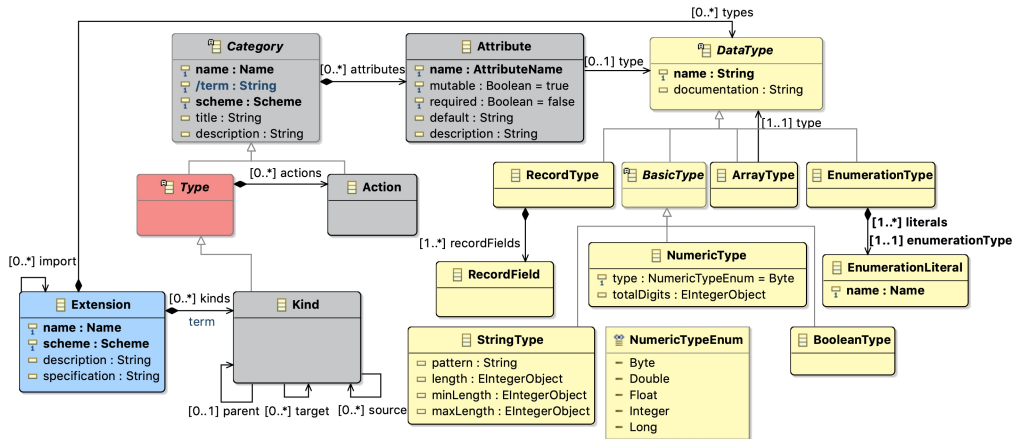 [0..*] types
Category
name : Name
/term : String
scheme : Scheme
title : String
description : String
[0..*] attributes
Attribute
name : AttributeName
mutable : Boolean = true
required : Boolean = false
default : String
description : String
[0..1] type
DataType
name : String
documentation : String
[1..1] type
Type
[0..*] actions
Action
RecordType
BasicType
ArrayType
EnumerationType
[1..*] recordFields
[1..*] literals
[1..1] enumerationType
RecordField
NumericType
type : NumericTypeEnum = Byte
totalDigits : EIntegerObject
EnumerationLiteral
name : Name
[0..*] import
Extension
name : Name
scheme : Scheme
description : String
specification : String
[0..*] kinds
term
Kind
[0..1] parent
[0..*] target
[0..*] source
StringType
pattern : String
length : EIntegerObject
minLength : EIntegerObject
maxLength : EIntegerObject
NumericTypeEnum
Byte
Double
Float
Integer
Long
BooleanType